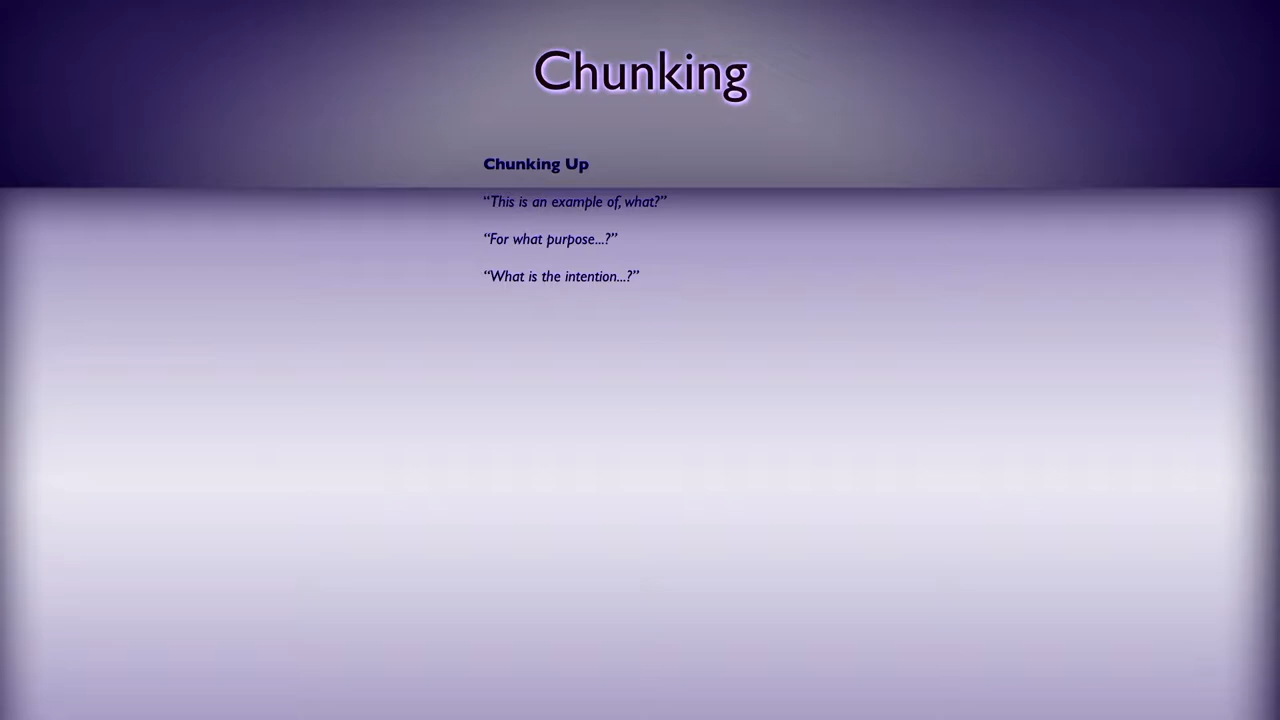 Chunking
Chunking Up
“This is an example of, what?”
“For what purpose...?”
“What is the intention...?”